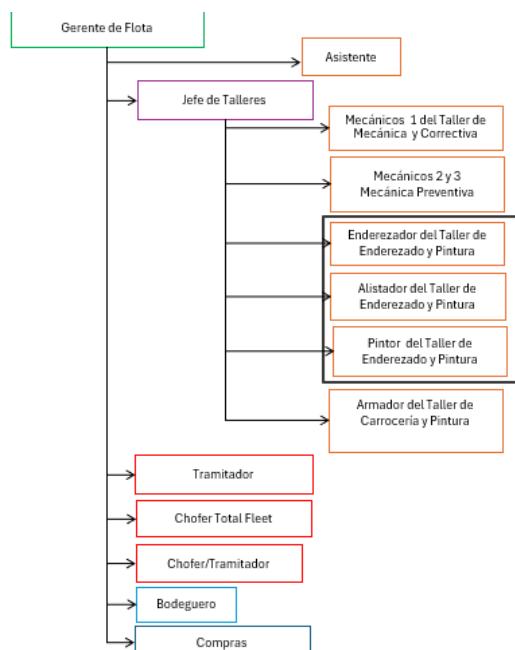 Gerente de Flota
Asistente
Jefe de Talleres
Mecánicos 1 del Taller de
Mecánica y Correctiva
Mecánicos 2 y 3
Mecánica Preventiva
Enderezador del Taller de
Enderezado y Pintura
Alistador del Taller de
Enderezado y Pintura
Pintor del Taller de
Enderezado y Pintura
Armador del Taller de
Carrocería y Pintura
Tramitador
Chofer Total Fleet
Chofer/Tramitador
Bodeguero
Compras